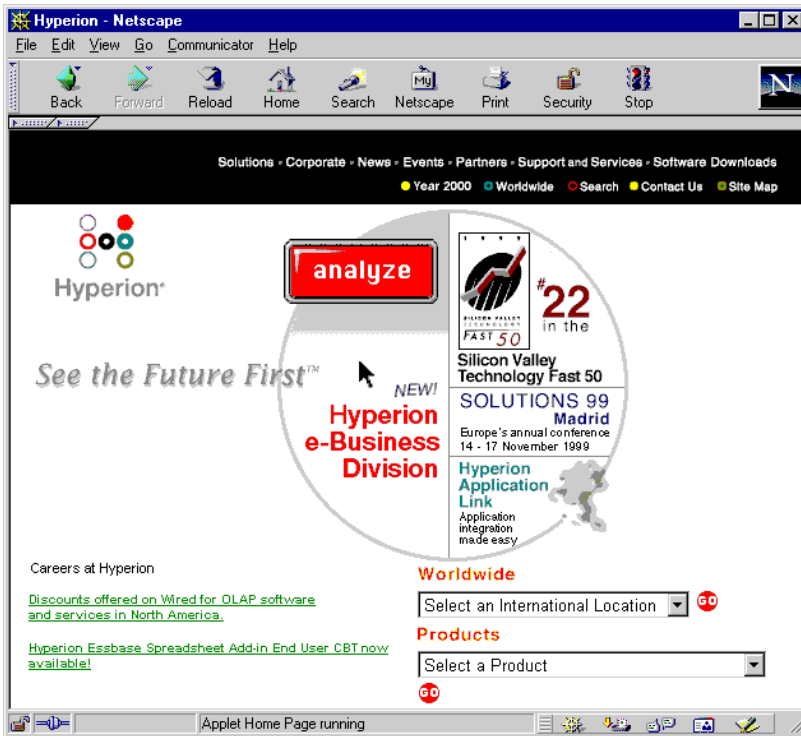 Hyperion - Netscape
File Edit View Go Communicator Help
My
Back Forward Reload Home Search Netscape Print Security Stop
N
Solutions - Corporate - News - Events - Partners - Support and Services - Software Downloads
Year 2000 Worldwide Search Contact Us Site Map
Hyperion
analyze
SILICON VALLEY
TECHNOLOGY
FAST 50
#22
in the
Silicon Valley
Technology Fast 50
See the Future First™
NEW!
Hyperion
e-Business
Division
SOLUTIONS 99
Madrid
Europe's annual conference
14 - 17 November 1999
Hyperion
Application
Link
Application
integration
made easy
Careers at Hyperion
Discounts offered on Wired for OLAP software
and services in North America.
Hyperion Essbase Spreadsheet Add-in End User CBT now
available!
Worldwide
Select an International Location
GO
Products
Select a Product
GO
Applet Home Page running